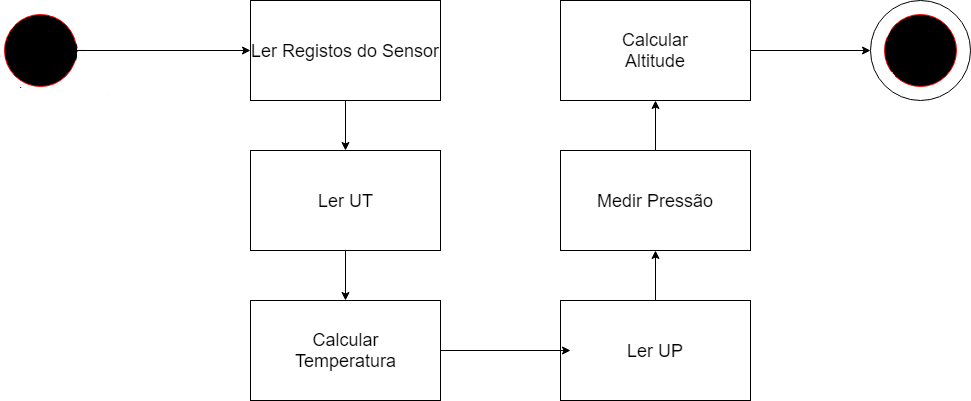 Ler Registos do Sensor
Ler UT
Calcular
Temperatura
Ler UP
Medir Pressão
Calcular
Altitude